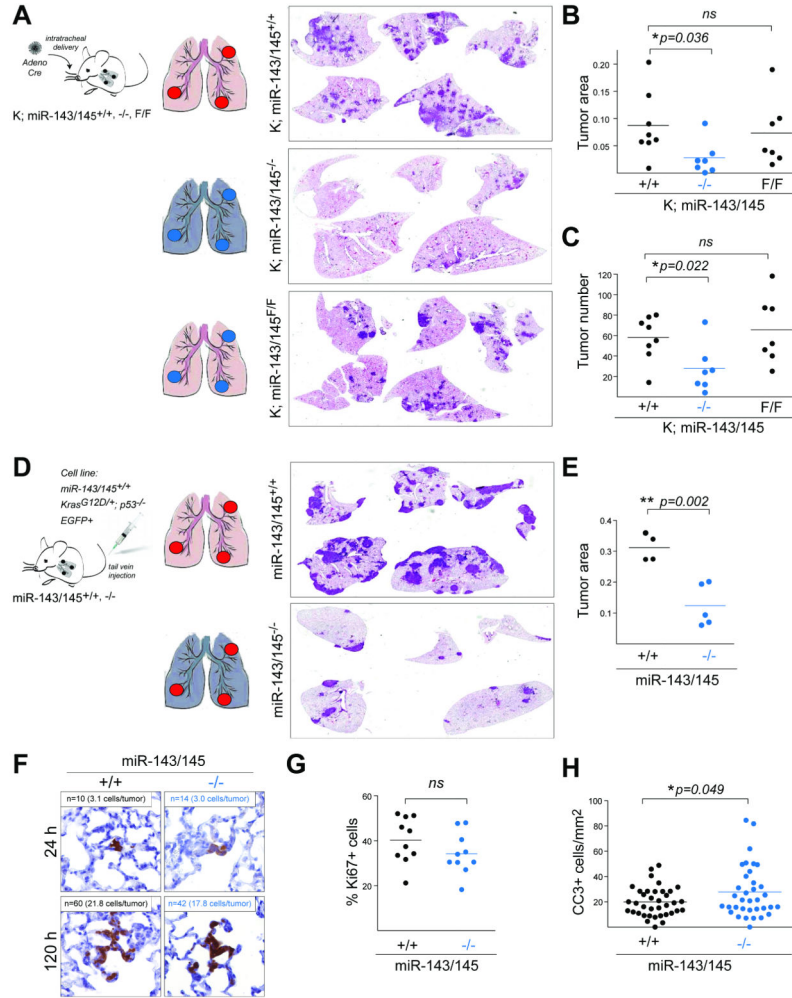 A
intratracheal
delivery
Adeno
Cre
K; miR-143/145+/+, -/-, F/F
K; miR-143/145+/+
K; miR-143/145-/-
K; miR-143/145F/F
B
ns
*p=0.036
Tumor area
0.20
0.15
0.10
0.05
+/+
-/-
F/F
K; miR-143/145
C
ns
*p=0.022
Tumor number
120
100
80
60
40
20
+/+
-/-
F/F
K; miR-143/145
D
Cell line:
miR-143/145+/+
KrasG12D/+; p53-/-
EGFP+
tail vein
injection
miR-143/145+/+, -/-
miR-143/145+/+
miR-143/145-/-
E
** p=0.002
Tumor area
0.4
0.3
0.2
0.1
+/+
-/-
miR-143/145
F
miR-143/145
+/+
-/-
24 h
n=10 (3.1 cells/tumor)
n=14 (3.0 cells/tumor)
120 h
n=60 (21.8 cells/tumor)
n=42 (17.8 cells/tumor)
G
ns
% Ki67+ cells
60
40
20
+/+
-/-
miR-143/145
H
*p=0.049
CC3+ cells/mm2
100
80
60
40
20
0
+/+
-/-
miR-143/145